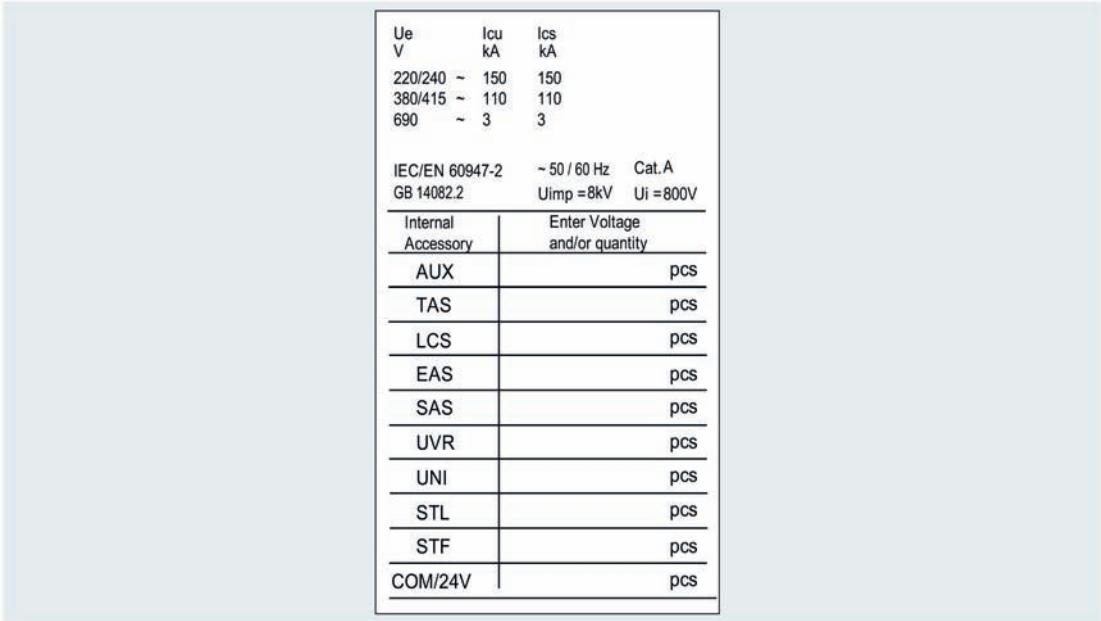 Ue Icu Ics
V kA kA
220/240 ~ 150 150
380/415 ~ 110 110
690 ~ 3 3
IEC/EN 60947-2 ~ 50 / 60 Hz Cat. A
GB 14082.2 Uimp =8kV Ui =800V
Internal Enter Voltage
Accessory and/or quantity
AUX pcs
TAS pcs
LCS pcs
EAS pcs
SAS pcs
UVR pcs
UNI pcs
STL pcs
STF pcs
COM/24V pcs